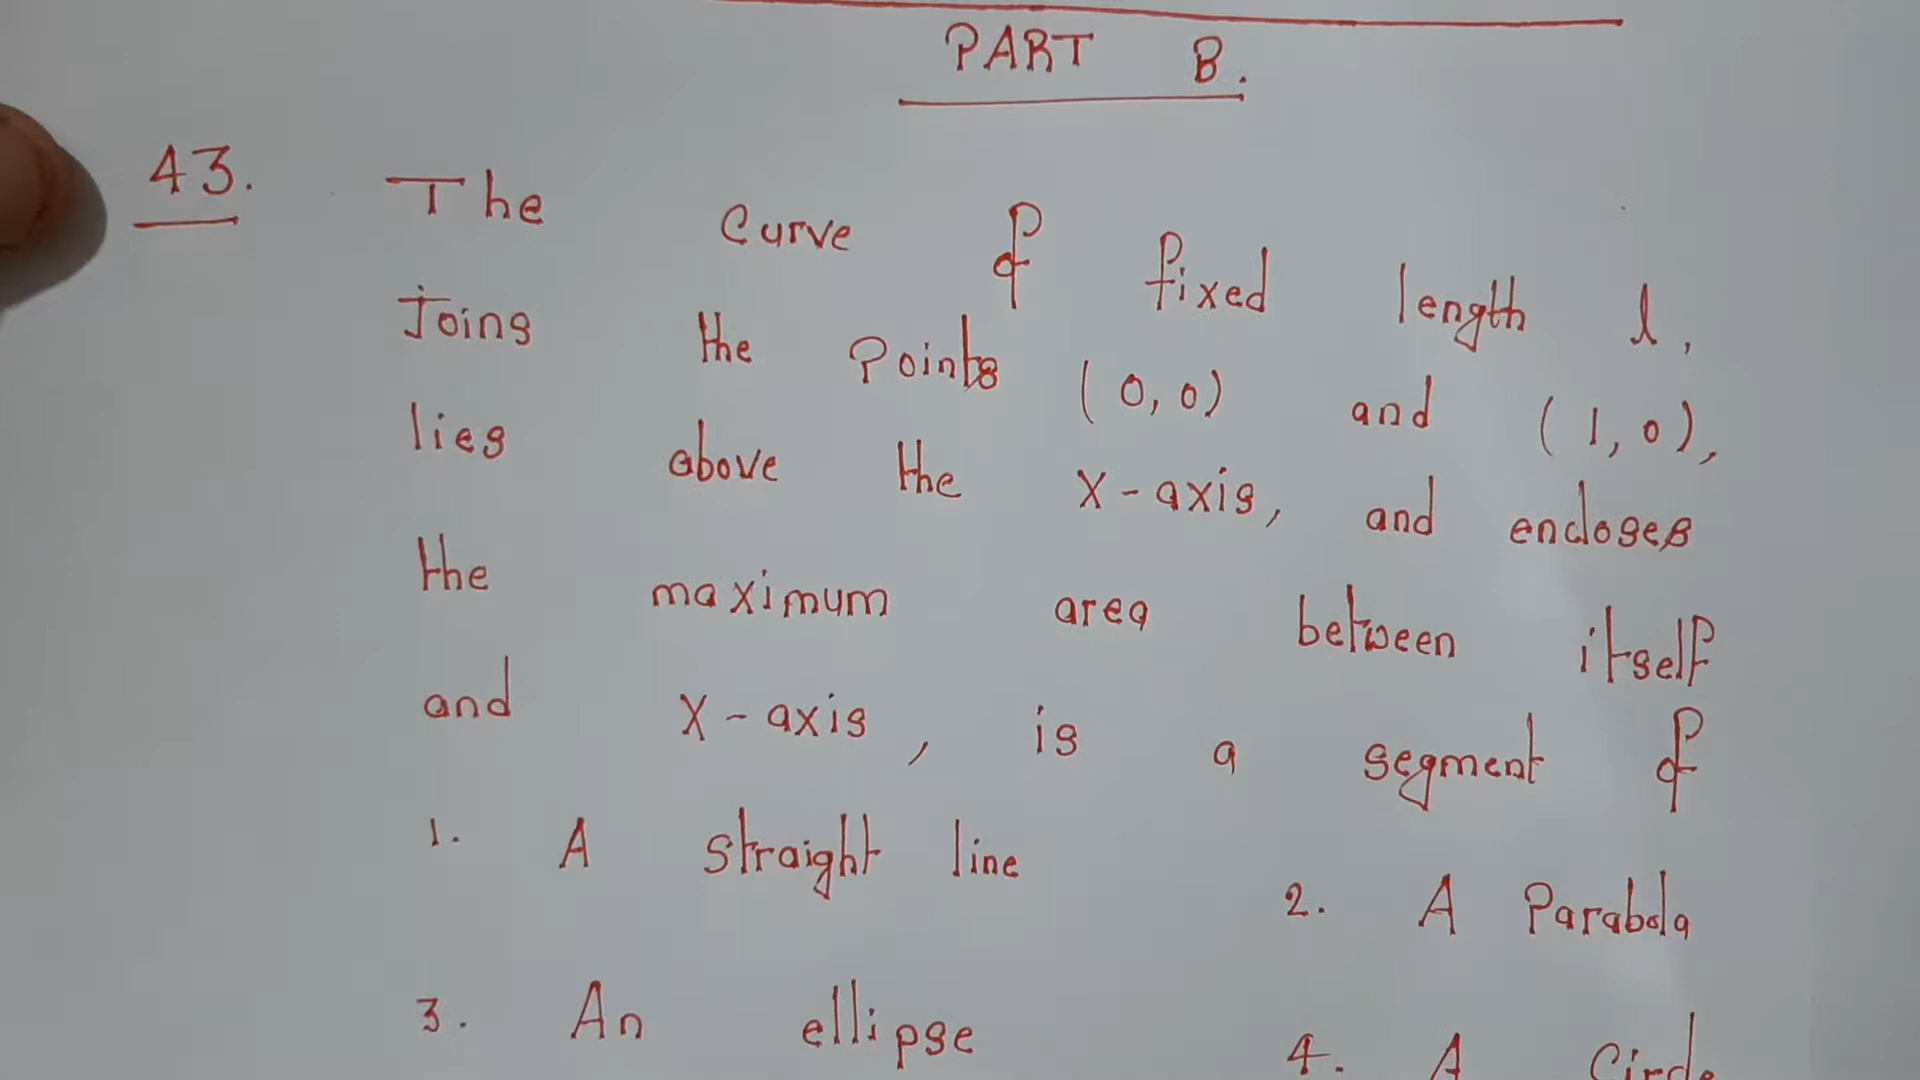 PART B.
43. The curve of fixed length l,
Joins the Points (0,0) and (1,0),
lies above the X-axis, and encloses
the maximum area between itself
and X-axis, is a segment of
1. A straight line
2. A Parabola
3. An ellipse
4. A Circle